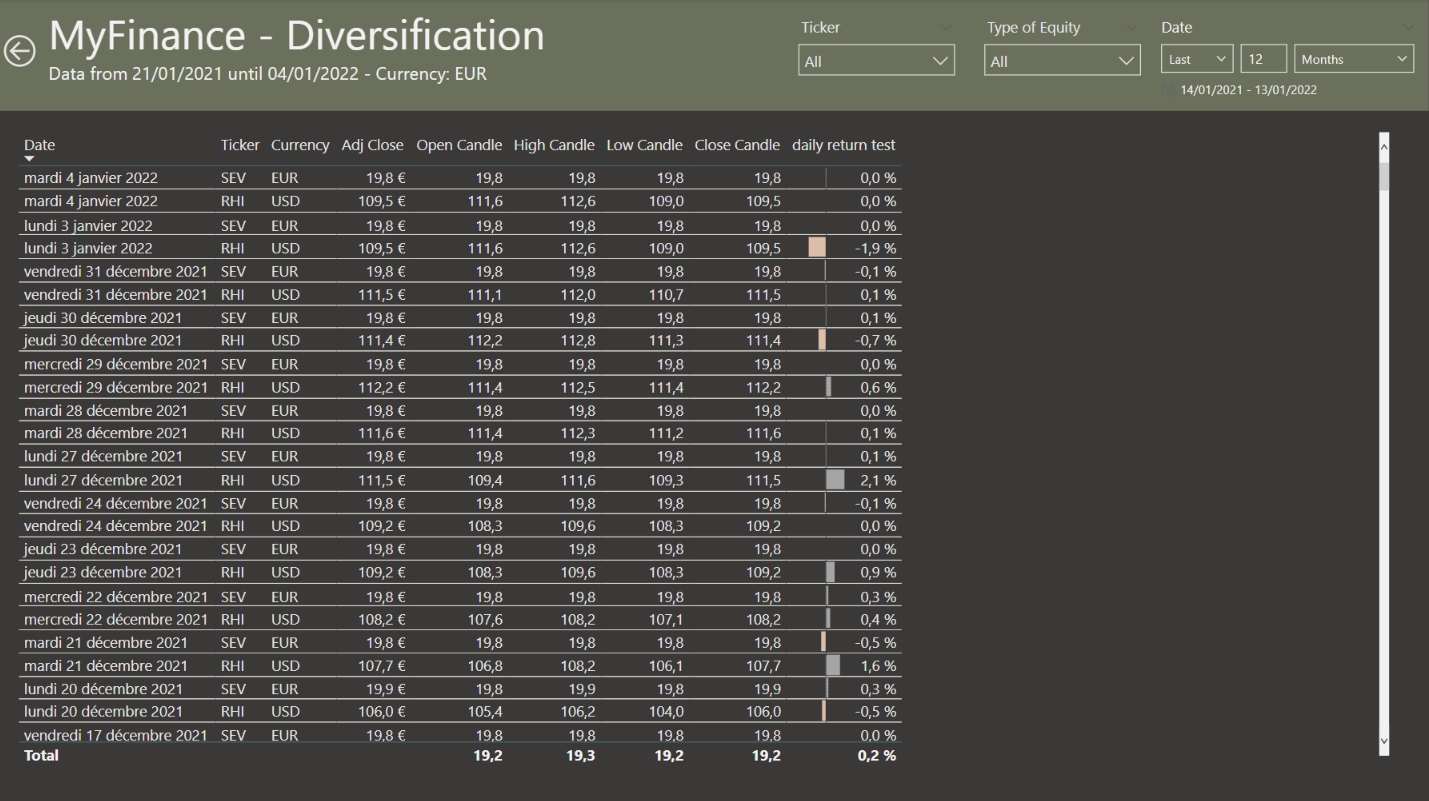 MyFinance - Diversification
Data from 21/01/2021 until 04/01/2022 - Currency: EUR
Ticker
All
Type of Equity
All
Date
Last 12 Months
14/01/2021 - 13/01/2022
Date Ticker Currency Adj Close Open Candle High Candle Low Candle Close Candle daily return test
mardi 4 janvier 2022 SEV EUR 19,8 € 19,8 19,8 19,8 19,8 0,0 %
mardi 4 janvier 2022 RHI USD 109,5 € 111,6 112,6 109,0 109,5 0,0 %
lundi 3 janvier 2022 SEV EUR 19,8 € 19,8 19,8 19,8 19,8 0,0 %
lundi 3 janvier 2022 RHI USD 109,5 € 111,6 112,6 109,0 109,5 -1,9 %
vendredi 31 décembre 2021 SEV EUR 19,8 € 19,8 19,8 19,8 19,8 -0,1 %
vendredi 31 décembre 2021 RHI USD 111,5 € 111,1 112,0 110,7 111,5 0,1 %
jeudi 30 décembre 2021 SEV EUR 19,8 € 19,8 19,8 19,8 19,8 0,1 %
jeudi 30 décembre 2021 RHI USD 111,4 € 112,2 112,8 111,3 111,4 -0,7 %
mercredi 29 décembre 2021 SEV EUR 19,8 € 19,8 19,8 19,8 19,8 0,0 %
mercredi 29 décembre 2021 RHI USD 112,2 € 111,4 112,5 111,4 112,2 0,6 %
mardi 28 décembre 2021 SEV EUR 19,8 € 19,8 19,8 19,8 19,8 0,0 %
mardi 28 décembre 2021 RHI USD 111,6 € 111,4 112,3 111,2 111,6 0,1 %
lundi 27 décembre 2021 SEV EUR 19,8 € 19,8 19,8 19,8 19,8 0,1 %
lundi 27 décembre 2021 RHI USD 111,5 € 109,4 111,6 109,3 111,5 2,1 %
vendredi 24 décembre 2021 SEV EUR 19,8 € 19,8 19,8 19,8 19,8 -0,1 %
vendredi 24 décembre 2021 RHI USD 109,2 € 108,3 109,6 108,3 109,2 0,0 %
jeudi 23 décembre 2021 SEV EUR 19,8 € 19,8 19,8 19,8 19,8 0,0 %
jeudi 23 décembre 2021 RHI USD 109,2 € 108,3 109,6 108,3 109,2 0,9 %
mercredi 22 décembre 2021 SEV EUR 19,8 € 19,8 19,8 19,8 19,8 0,3 %
mercredi 22 décembre 2021 RHI USD 108,2 € 107,6 108,2 107,1 108,2 0,4 %
mardi 21 décembre 2021 SEV EUR 19,8 € 19,8 19,8 19,8 19,8 -0,5 %
mardi 21 décembre 2021 RHI USD 107,7 € 106,8 108,2 106,1 107,7 1,6 %
lundi 20 décembre 2021 SEV EUR 19,9 € 19,8 19,9 19,8 19,9 0,3 %
lundi 20 décembre 2021 RHI USD 106,0 € 105,4 106,2 104,0 106,0 -0,5 %
vendredi 17 décembre 2021 SEV EUR 19,8 € 19,8 19,8 19,8 19,8 0,0 %
Total 19,2 19,3 19,2 19,2 0,2 %